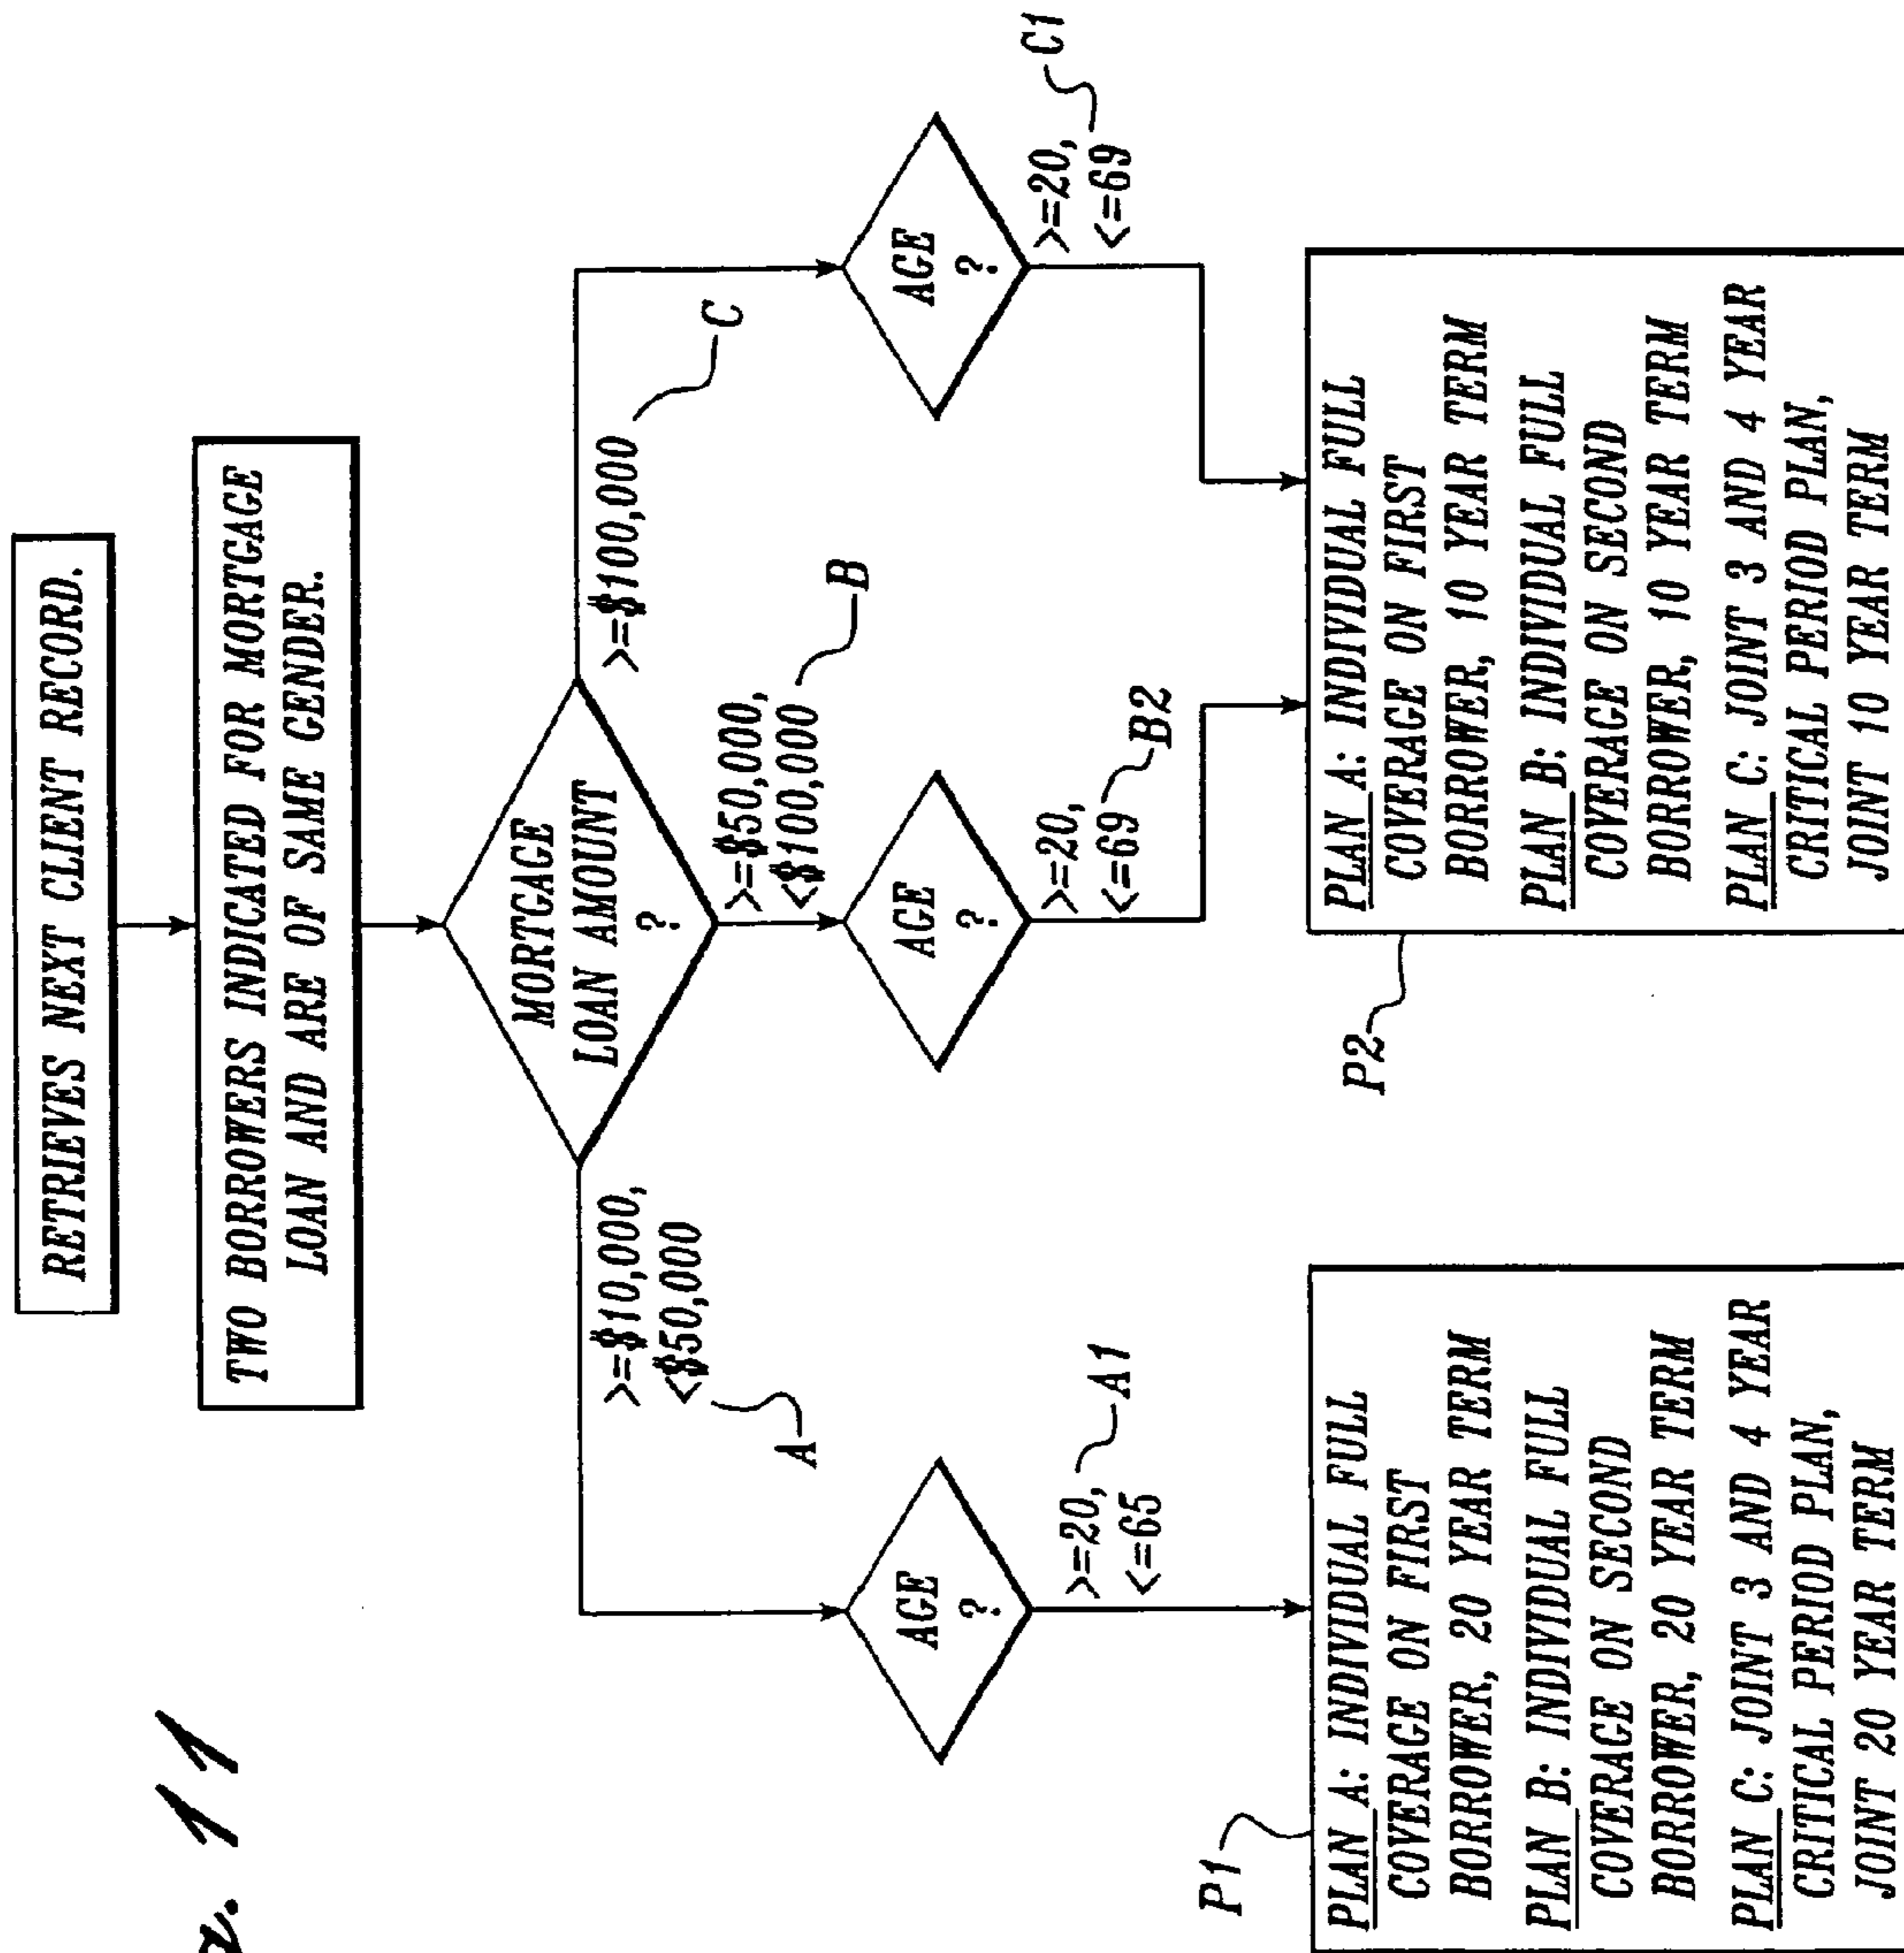 RETRIEVES NEXT CLIENT RECORD.
TWO BORROWERS INDICATED FOR MORTGAGE
LOAN AND ARE OF SAME GENDER.
MORTGAGE
LOAN AMOUNT
?
>=$10,000,
<$50,000
A
>=$50,000,
<$100,000
B
>=$100,000
C
AGE
?
>=20,
<=65
A1
AGE
?
>=20,
<=69
B2
AGE
?
>=20,
<=69
C1
P1
PLAN A: INDIVIDUAL FULL
COVERAGE ON FIRST
BORROWER, 20 YEAR TERM
PLAN B: INDIVIDUAL FULL
COVERAGE ON SECOND
BORROWER, 20 YEAR TERM
PLAN C: JOINT 3 AND 4 YEAR
CRITICAL PERIOD PLAN,
JOINT 20 YEAR TERM
P2
PLAN A: INDIVIDUAL FULL
COVERAGE ON FIRST
BORROWER, 10 YEAR TERM
PLAN B: INDIVIDUAL FULL
COVERAGE ON SECOND
BORROWER, 10 YEAR TERM
PLAN C: JOINT 3 AND 4 YEAR
CRITICAL PERIOD PLAN,
JOINT 10 YEAR TERM
11